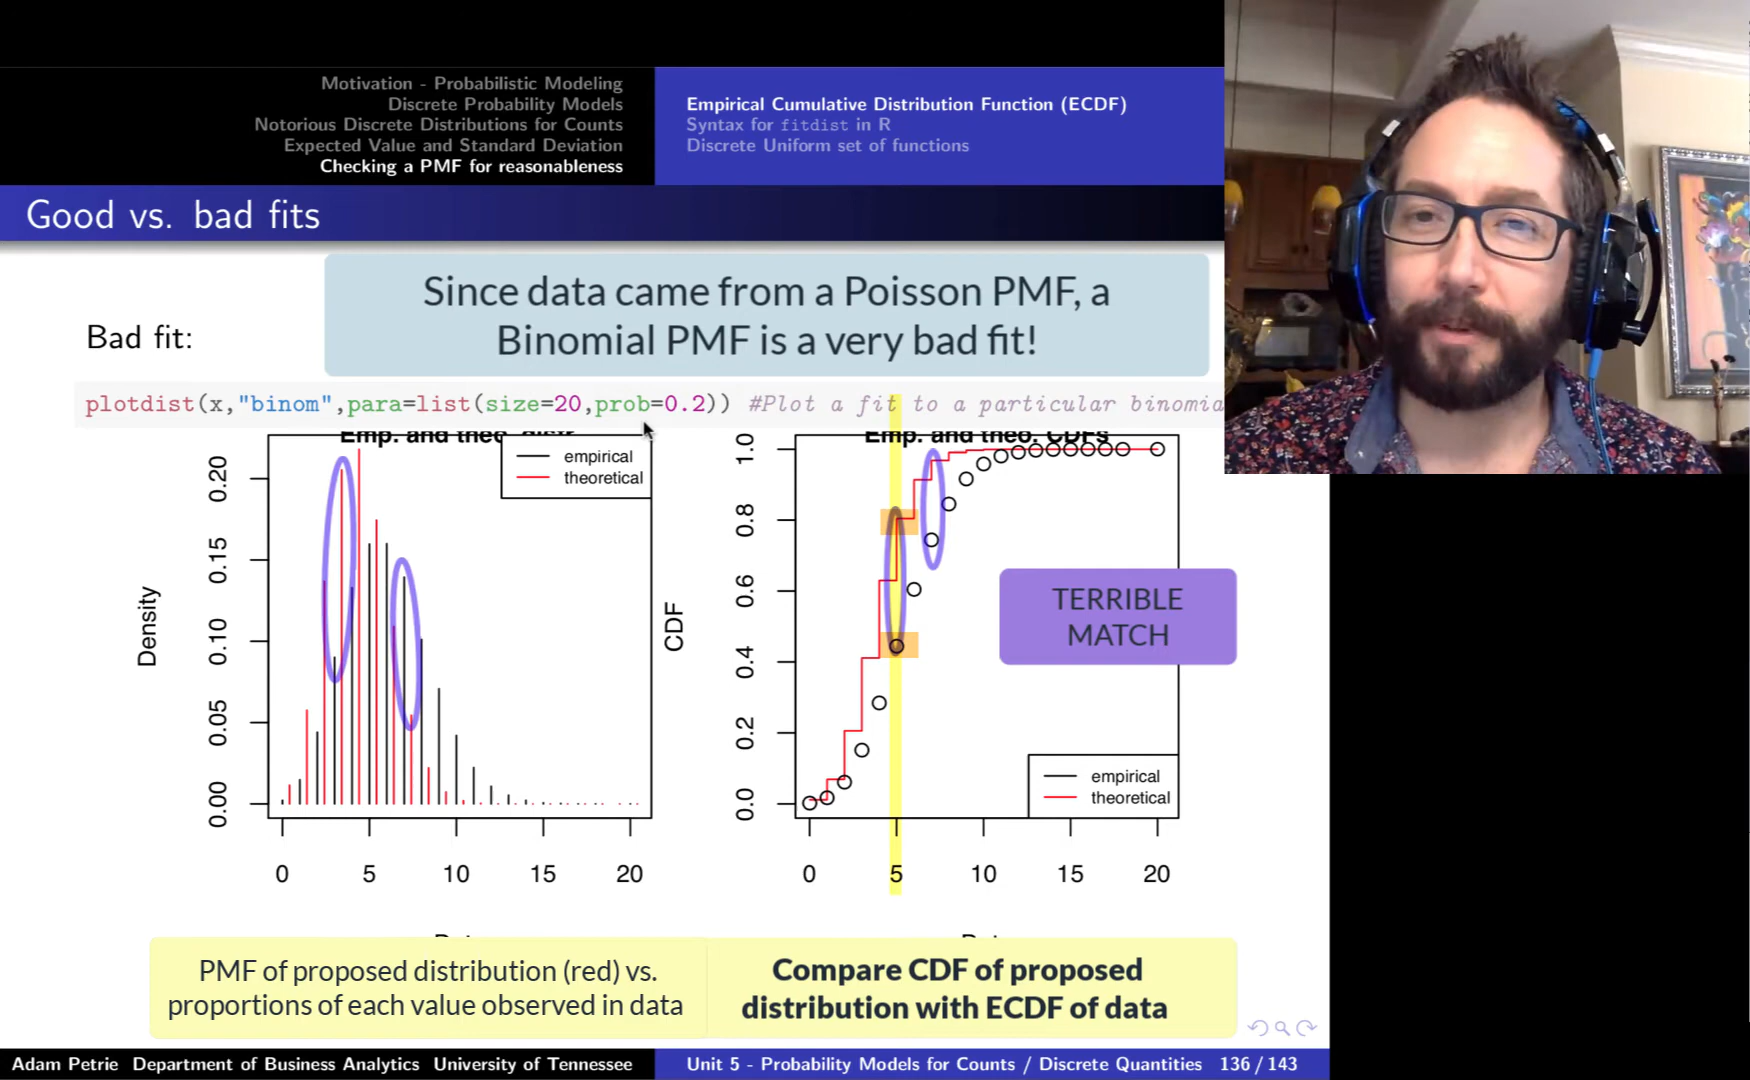 Motivation - Probabilistic Modeling
Discrete Probability Models
Notorious Discrete Distributions for Counts
Expected Value and Standard Deviation
Checking a PMF for reasonableness
Empirical Cumulative Distribution Function (ECDF)
Syntax for fitdist in R
Discrete Uniform set of functions
Good vs. bad fits
Since data came from a Poisson PMF, a
Binomial PMF is a very bad fit!
Bad fit:
plotdist(x,"binom",para=list(size=20,prob=0.2)) #Plot a fit to a particular binomia
Emp. and theo. distr.
empirical
theoretical
Density
0.00
0.05
0.10
0.15
0.20
0 5 10 15 20
Emp. and theo. CDFs
CDF
0.0
0.2
0.4
0.6
0.8
1.0
TERRIBLE
MATCH
empirical
theoretical
0 5 10 15 20
PMF of proposed distribution (red) vs.
proportions of each value observed in data
Compare CDF of proposed
distribution with ECDF of data
Adam Petrie Department of Business Analytics University of Tennessee
Unit 5 - Probability Models for Counts / Discrete Quantities 136 / 143